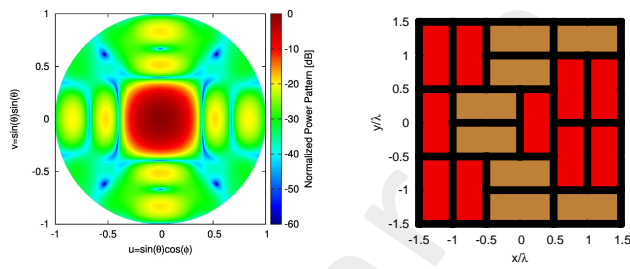 v=sin(θ)sin(θ)
1
0.5
0
-0.5
-1
-1 -0.5 0 0.5 1
u=sin(θ)cos(ϕ)
0
-10
-20
-30
-40
-50
-60
Normalized Power Pattern [dB]
y/λ
1.5
1
0.5
0
-0.5
-1
-1.5
-1.5 -1 -0.5 0 0.5 1 1.5
x/λ